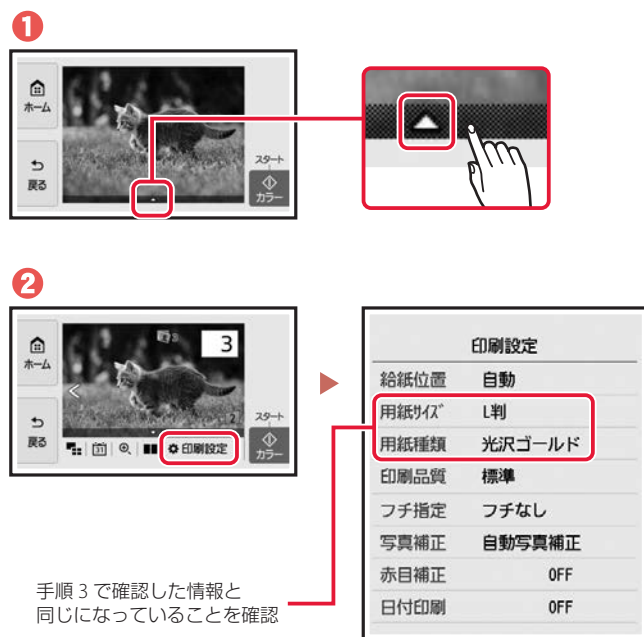 1
ホーム
戻る
スタート
カラー
2
ホーム
戻る
3
2
スタート
カラー
31
印刷設定
印刷設定
給紙位置 自動
用紙サイズ L判
用紙種類 光沢ゴールド
印刷品質 標準
フチ指定 フチなし
写真補正 自動写真補正
赤目補正 OFF
日付印刷 OFF
手順 3 で確認した情報と
同じになっていることを確認